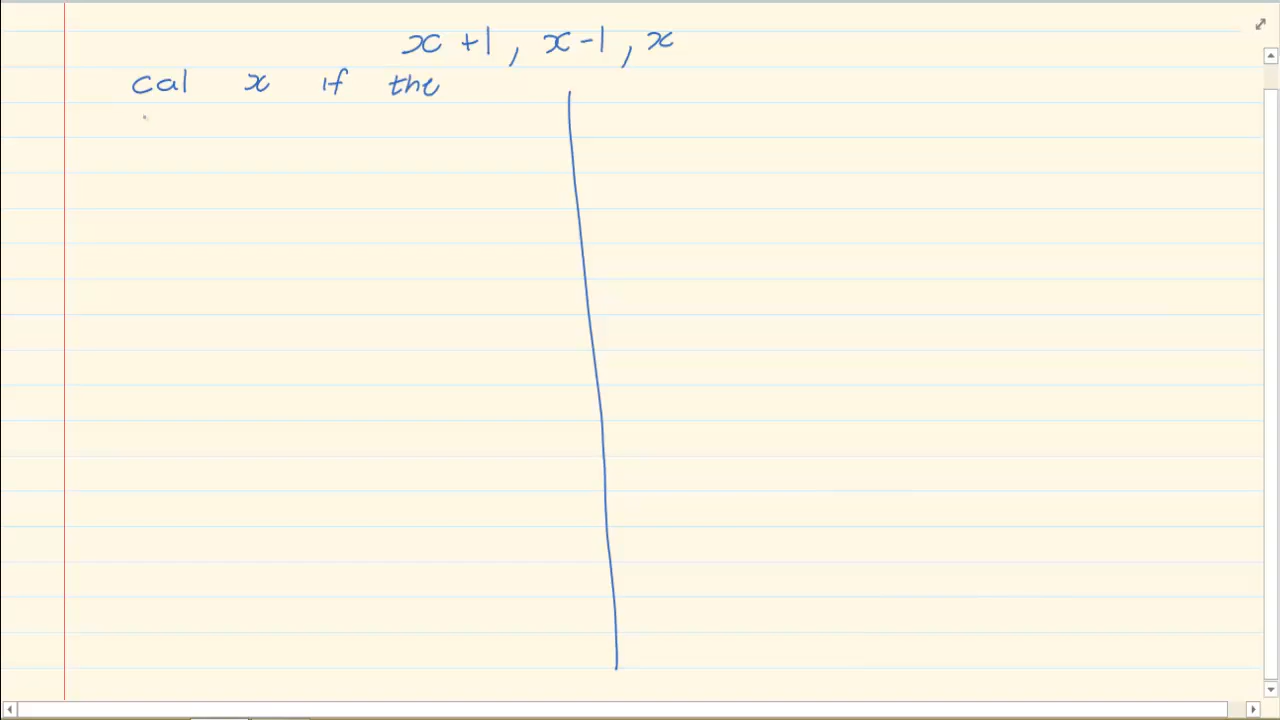 x +1 , x -1 , x
cal x if the